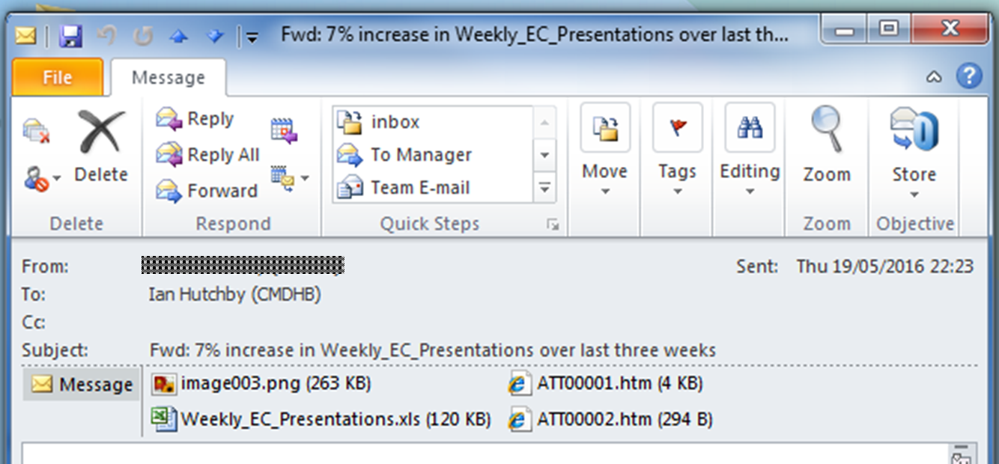 Fwd: 7% increase in Weekly_EC_Presentations over last th...
File Message
Delete
Reply
Reply All
Forward
inbox
To Manager
Team E-mail
Move
Tags
Editing
Zoom
Store
Delete Respond Quick Steps Zoom Objective
From: Sent: Thu 19/05/2016 22:23
To: Ian Hutchby (CMDHB)
Cc:
Subject: Fwd: 7% increase in Weekly_EC_Presentations over last three weeks
Message image003.png (263 KB) ATT00001.htm (4 KB)
Weekly_EC_Presentations.xls (120 KB) ATT00002.htm (294 B)